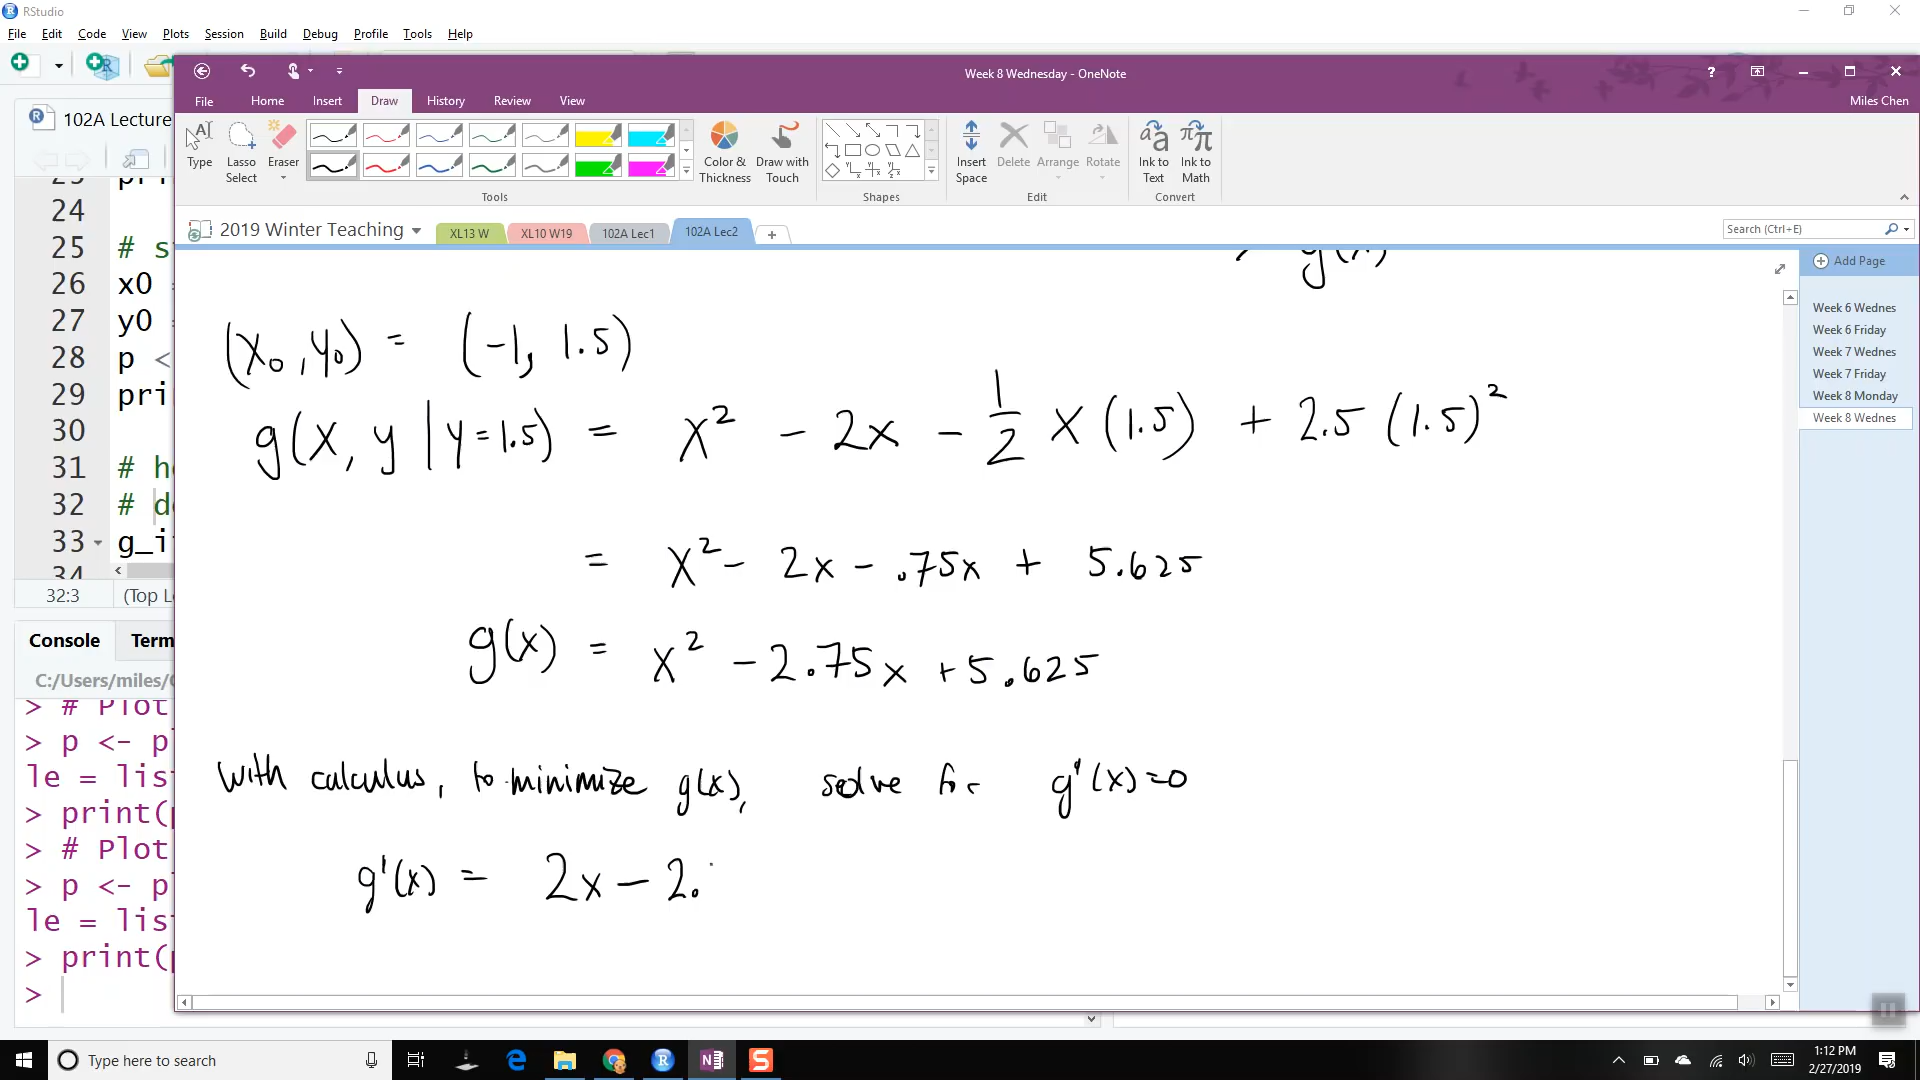 RStudio
File Edit Code View Plots Session Build Debug Profile Tools Help
Week 8 Wednesday - OneNote
File Home Insert Draw History Review View
Miles Chen
Type Lasso Select Eraser Color & Thickness Draw with Touch Insert Space Delete Arrange Rotate Ink to Text Ink to Math
Tools Shapes Edit Convert
2019 Winter Teaching XL13 W XL10 W19 102A Lec1 102A Lec2
Search (Ctrl+E)
Add Page
Week 6 Wednes
Week 6 Friday
Week 7 Wednes
Week 7 Friday
Week 8 Monday
Week 8 Wednes
102A Lecture
24
25 # s
26 x0
27 y0
28 p <
29 pri
30
31 # h
32 # d
33 g_i
34
32:3 (Top L
Console Term
C:/Users/miles/
> # Plot
> p <- p
le = lis
> print(
> # Plot
> p <- p
le = lis
> print(
>
g(x)
(x₀, y₀) = (-1, 1.5)
g(x, y | y=1.5) = x² - 2x - 1/2 x (1.5) + 2.5 (1.5)²
= x² - 2x - .75x + 5.625
g(x) = x² - 2.75x + 5.625
with calculus, to minimize g(x), solve for g'(x)=0
g'(x) = 2x - 2.
Type here to search
1:12 PM
2/27/2019